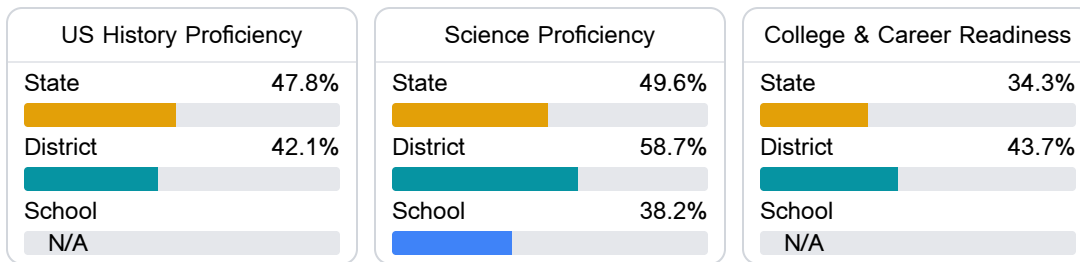 US History Proficiency
State 47.8%
District 42.1%
School
N/A
Science Proficiency
State 49.6%
District 58.7%
School 38.2%
College & Career Readiness
State 34.3%
District 43.7%
School
N/A